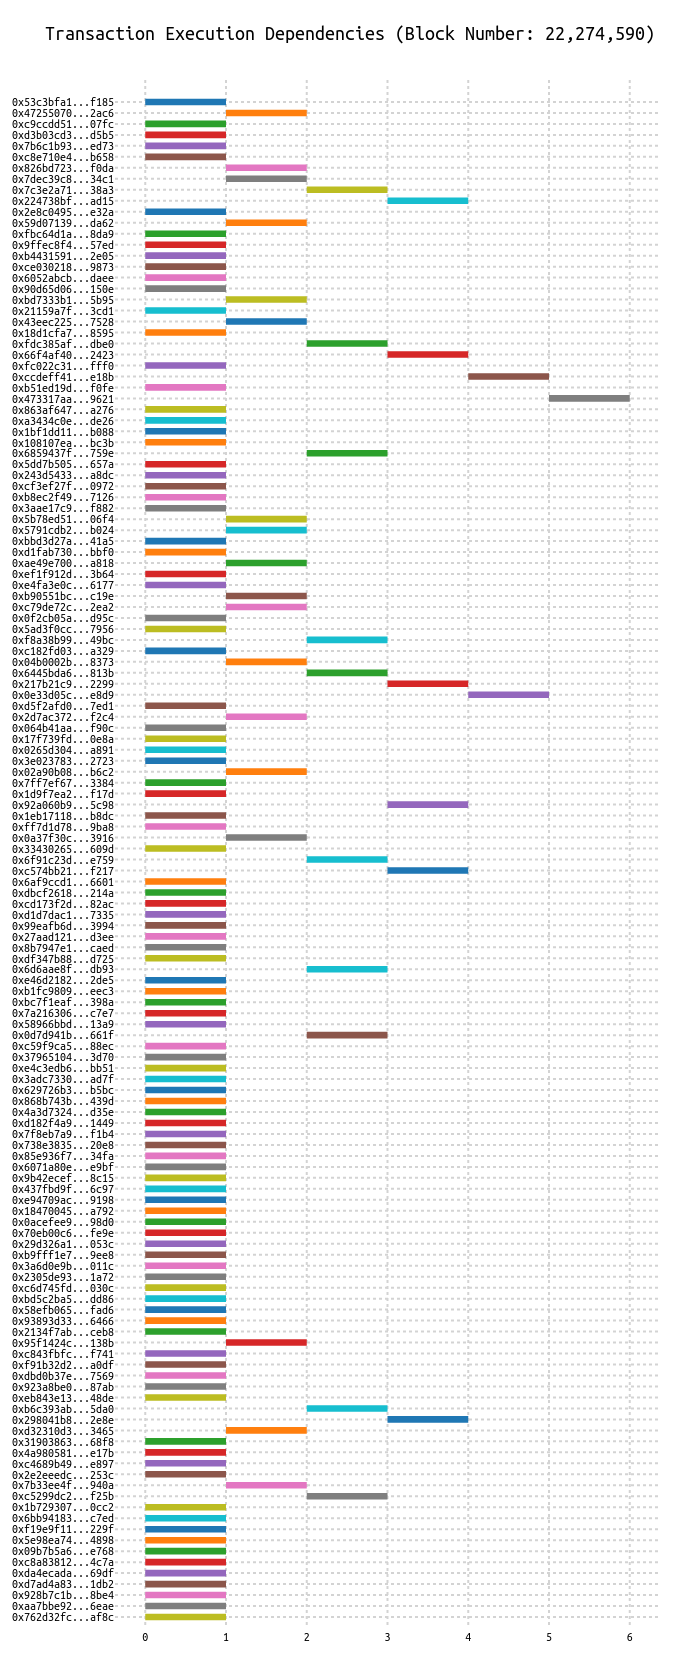 Transaction Execution Dependencies (Block Number: 22,274,590)
0x53c3bfa1...f185
0x47255070...2ac6
0xc9ccdd51...07fc
0xd3b03cd3...d5b5
0x7b6c1b93...ed73
0xc8e710e4...b658
0x826bd723...f0da
0x7dec39c8...34c1
0x7c3e2a71...38a3
0x224738bf...ad15
0x2e8c0495...e32a
0x59d07139...da62
0xfbc64d1a...8da9
0x9ffec8f4...57ed
0xb4431591...2e05
0xce030218...9873
0x6052abcb...daee
0x90d65d06...150e
0xbd7333b1...5b95
0x21159a7f...3cd1
0x43eec225...7528
0x18d1cfa7...8595
0xfdc385af...dbe0
0x66f4af40...2423
0xfc022c31...fff0
0xccdeff41...e18b
0xb51ed19d...f0fe
0x473317aa...9621
0x863af647...a276
0xa3434c0e...de26
0x1bf1dd11...b088
0x108107ea...bc3b
0x6859437f...759e
0x5dd7b505...657a
0x243d5433...a8dc
0xcf3ef27f...0972
0xb8ec2f49...7126
0x3aae17c9...f882
0x5b78ed51...06f4
0x5791cdb2...b024
0xbbd3d27a...41a5
0xd1fab730...bbf0
0xae49e700...a818
0xef1f912d...3b64
0xe4fa3e0c...6177
0xb90551bc...c19e
0xc79de72c...2ea2
0x0f2cb05a...d95c
0x5ad3f0cc...7956
0xf8a38b99...49bc
0xc182fd03...a329
0x04b0002b...8373
0x6445bda6...813b
0x217b21c9...2299
0x0e33d05c...e8d9
0xd5f2afd0...7ed1
0x2d7ac372...f2c4
0x064b41aa...f90c
0x17f739fd...0e8a
0x0265d304...a891
0x3e023783...2723
0x02a90b08...b6c2
0x7ff7ef67...3384
0x1d9f7ea2...f17d
0x92a060b9...5c98
0x1eb17118...b8dc
0xff7d1d78...9ba8
0x0a37f30c...3916
0x33430265...609d
0x6f91c23d...e759
0xc574bb21...f217
0x6af9ccd1...6601
0xdbcf2618...214a
0xcd173f2d...82ac
0xd1d7dac1...7335
0x99eafb6d...3994
0x27aad121...d3ee
0x8b7947e1...caed
0xdf347b88...d725
0x6d6aae8f...db93
0xe46d2182...2de5
0xb1fc9809...eec3
0xbc7f1eaf...398a
0x7a216306...c7e7
0x58966bbd...13a9
0x0d7d941b...661f
0xc59f9ca5...88ec
0x37965104...3d70
0xe4c3edb6...bb51
0x3adc7330...ad7f
0x629726b3...b5bc
0x868b743b...439d
0x4a3d7324...d35e
0xd182f4a9...1449
0x7f8eb7a9...f1b4
0x738e3835...20e8
0x85e936f7...34fa
0x6071a80e...e9bf
0x9b42ecef...8c15
0x437fbd9f...6c97
0xe94709ac...9198
0x18470045...a792
0x0acefee9...98d0
0x70eb00c6...fe9e
0x29d326a1...053c
0xb9fff1e7...9ee8
0x3a6d0e9b...011c
0x2305de93...1a72
0xc6d745fd...030c
0xbd5c2ba5...dd86
0x58efb065...fad6
0x93893d33...6466
0x2134f7ab...ceb8
0x95f1424c...138b
0xc843fbfc...f741
0xf91b32d2...a0df
0xdbd0b37e...7569
0x923a8be0...87ab
0xeb843e13...48de
0xb6c393ab...5da0
0x298041b8...2e8e
0xd32310d3...3465
0x31903863...68f8
0x4a980581...e17b
0xc4689b49...e897
0x2e2eeedc...253c
0x7b33ee4f...940a
0xc5299dc2...f25b
0x1b729307...0cc2
0x6bb94183...c7ed
0xf19e9f11...229f
0x5e98ea74...4898
0x09b7b5a6...e768
0xc8a83812...4c7a
0xda4ecada...69df
0xd7ad4a83...1db2
0x928b7c1b...8be4
0xaa7bbe92...6eae
0x762d32fc...af8c
0 1 2 3 4 5 6